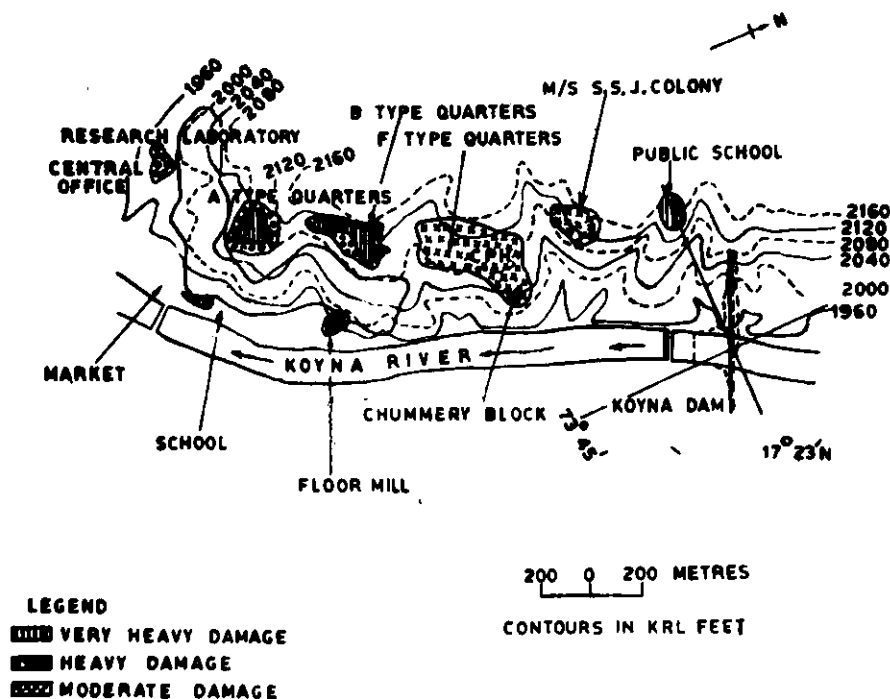 N
1960
2000
2040
2080
M/S S.S.J. COLONY
B TYPE QUARTERS
F TYPE QUARTERS
RESEARCH LABORATORY
PUBLIC SCHOOL
CENTRAL
OFFICE
2120
2160
A TYPE QUARTERS
2160
2120
2080
2040
2000
1960
KOYNA RIVER
MARKET
CHUMMERY BLOCK
KOYNA DAM
73° 45'
17° 23'N
SCHOOL
FLOOR MILL
200 0 200 METRES
CONTOURS IN KRL FEET
LEGEND
VERY HEAVY DAMAGE
HEAVY DAMAGE
MODERATE DAMAGE